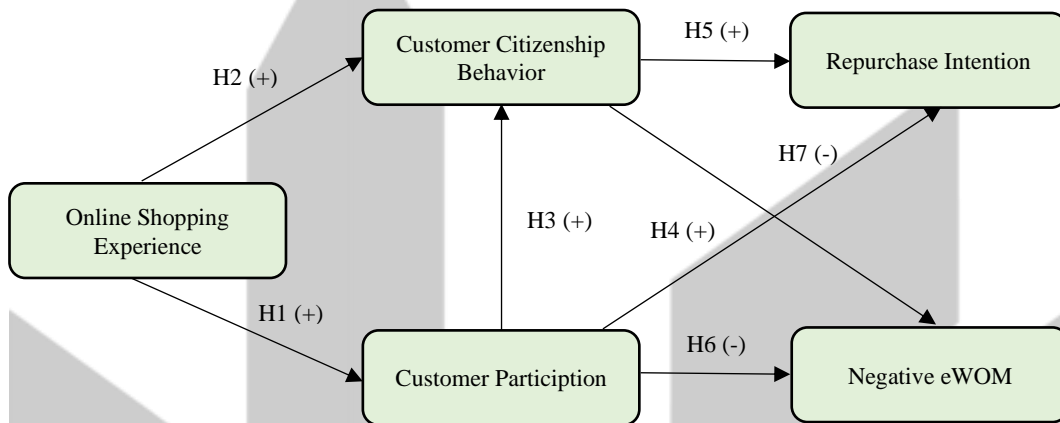 Customer Citizenship
Behavior
H5 (+)
Repurchase Intention
H2 (+)
H7 (-)
Online Shopping
Experience
H3 (+)
H4 (+)
H1 (+)
H6 (-)
Customer Particiption
Negative eWOM